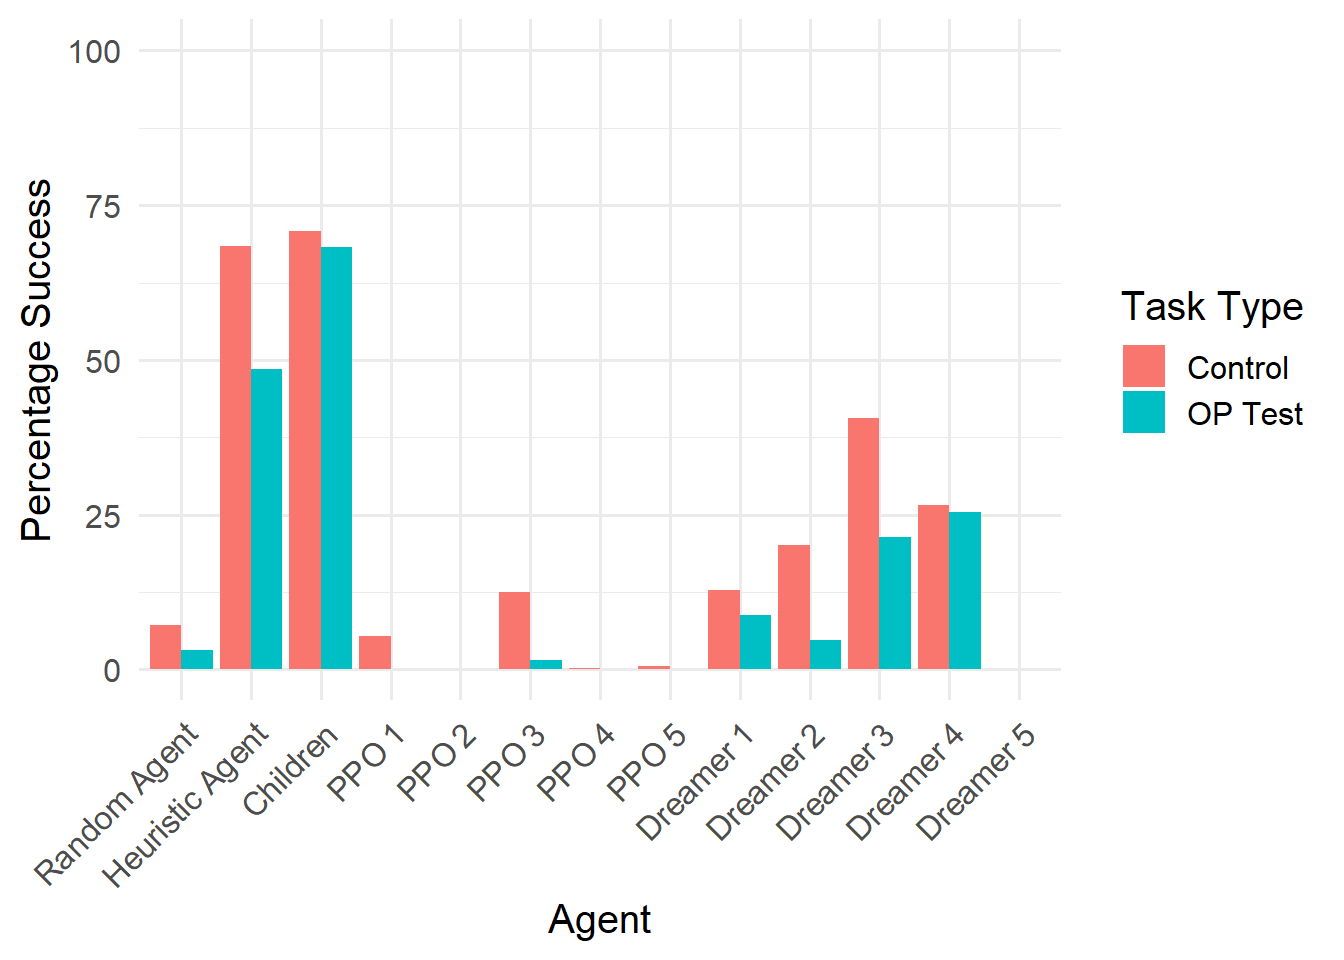 100
75
50
25
0
Percentage Success
Random Agent
Heuristic Agent
Children
PPO 1
PPO 2
PPO 3
PPO 4
PPO 5
Dreamer 1
Dreamer 2
Dreamer 3
Dreamer 4
Dreamer 5
Agent
Task Type
Control
OP Test